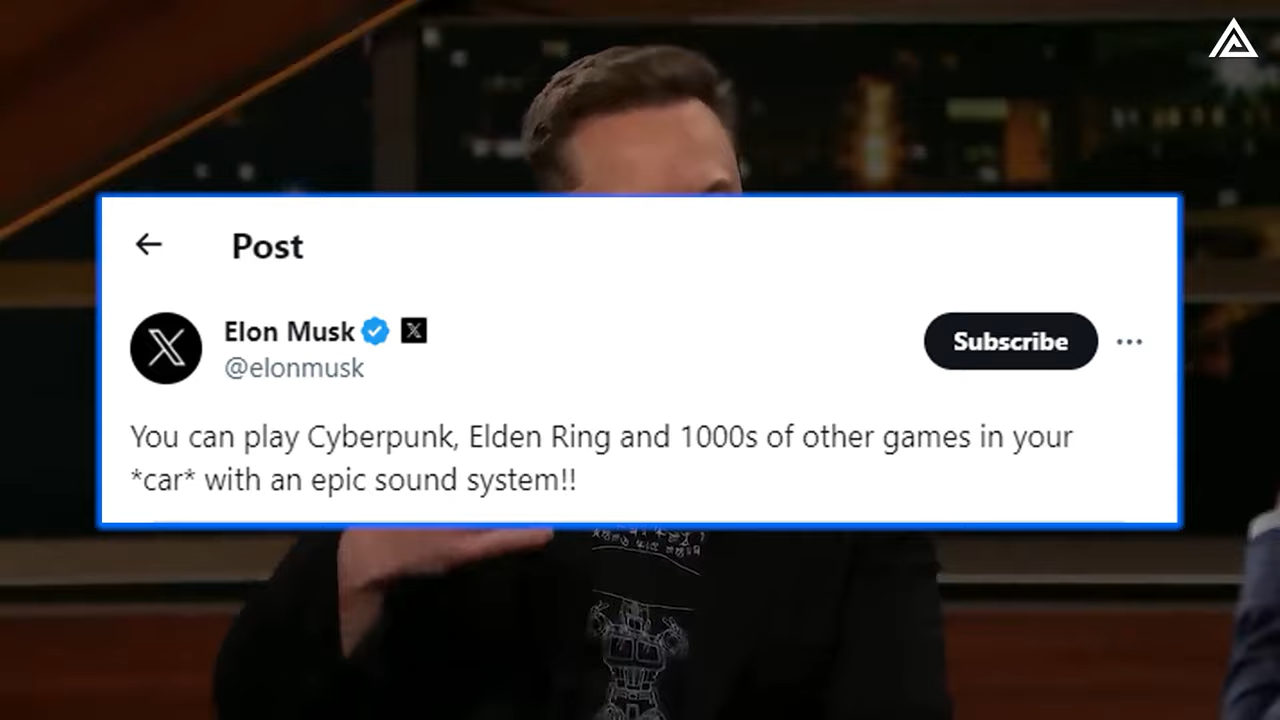 Post
Elon Musk
@elonmusk
Subscribe
You can play Cyberpunk, Elden Ring and 1000s of other games in your
*car* with an epic sound system!!